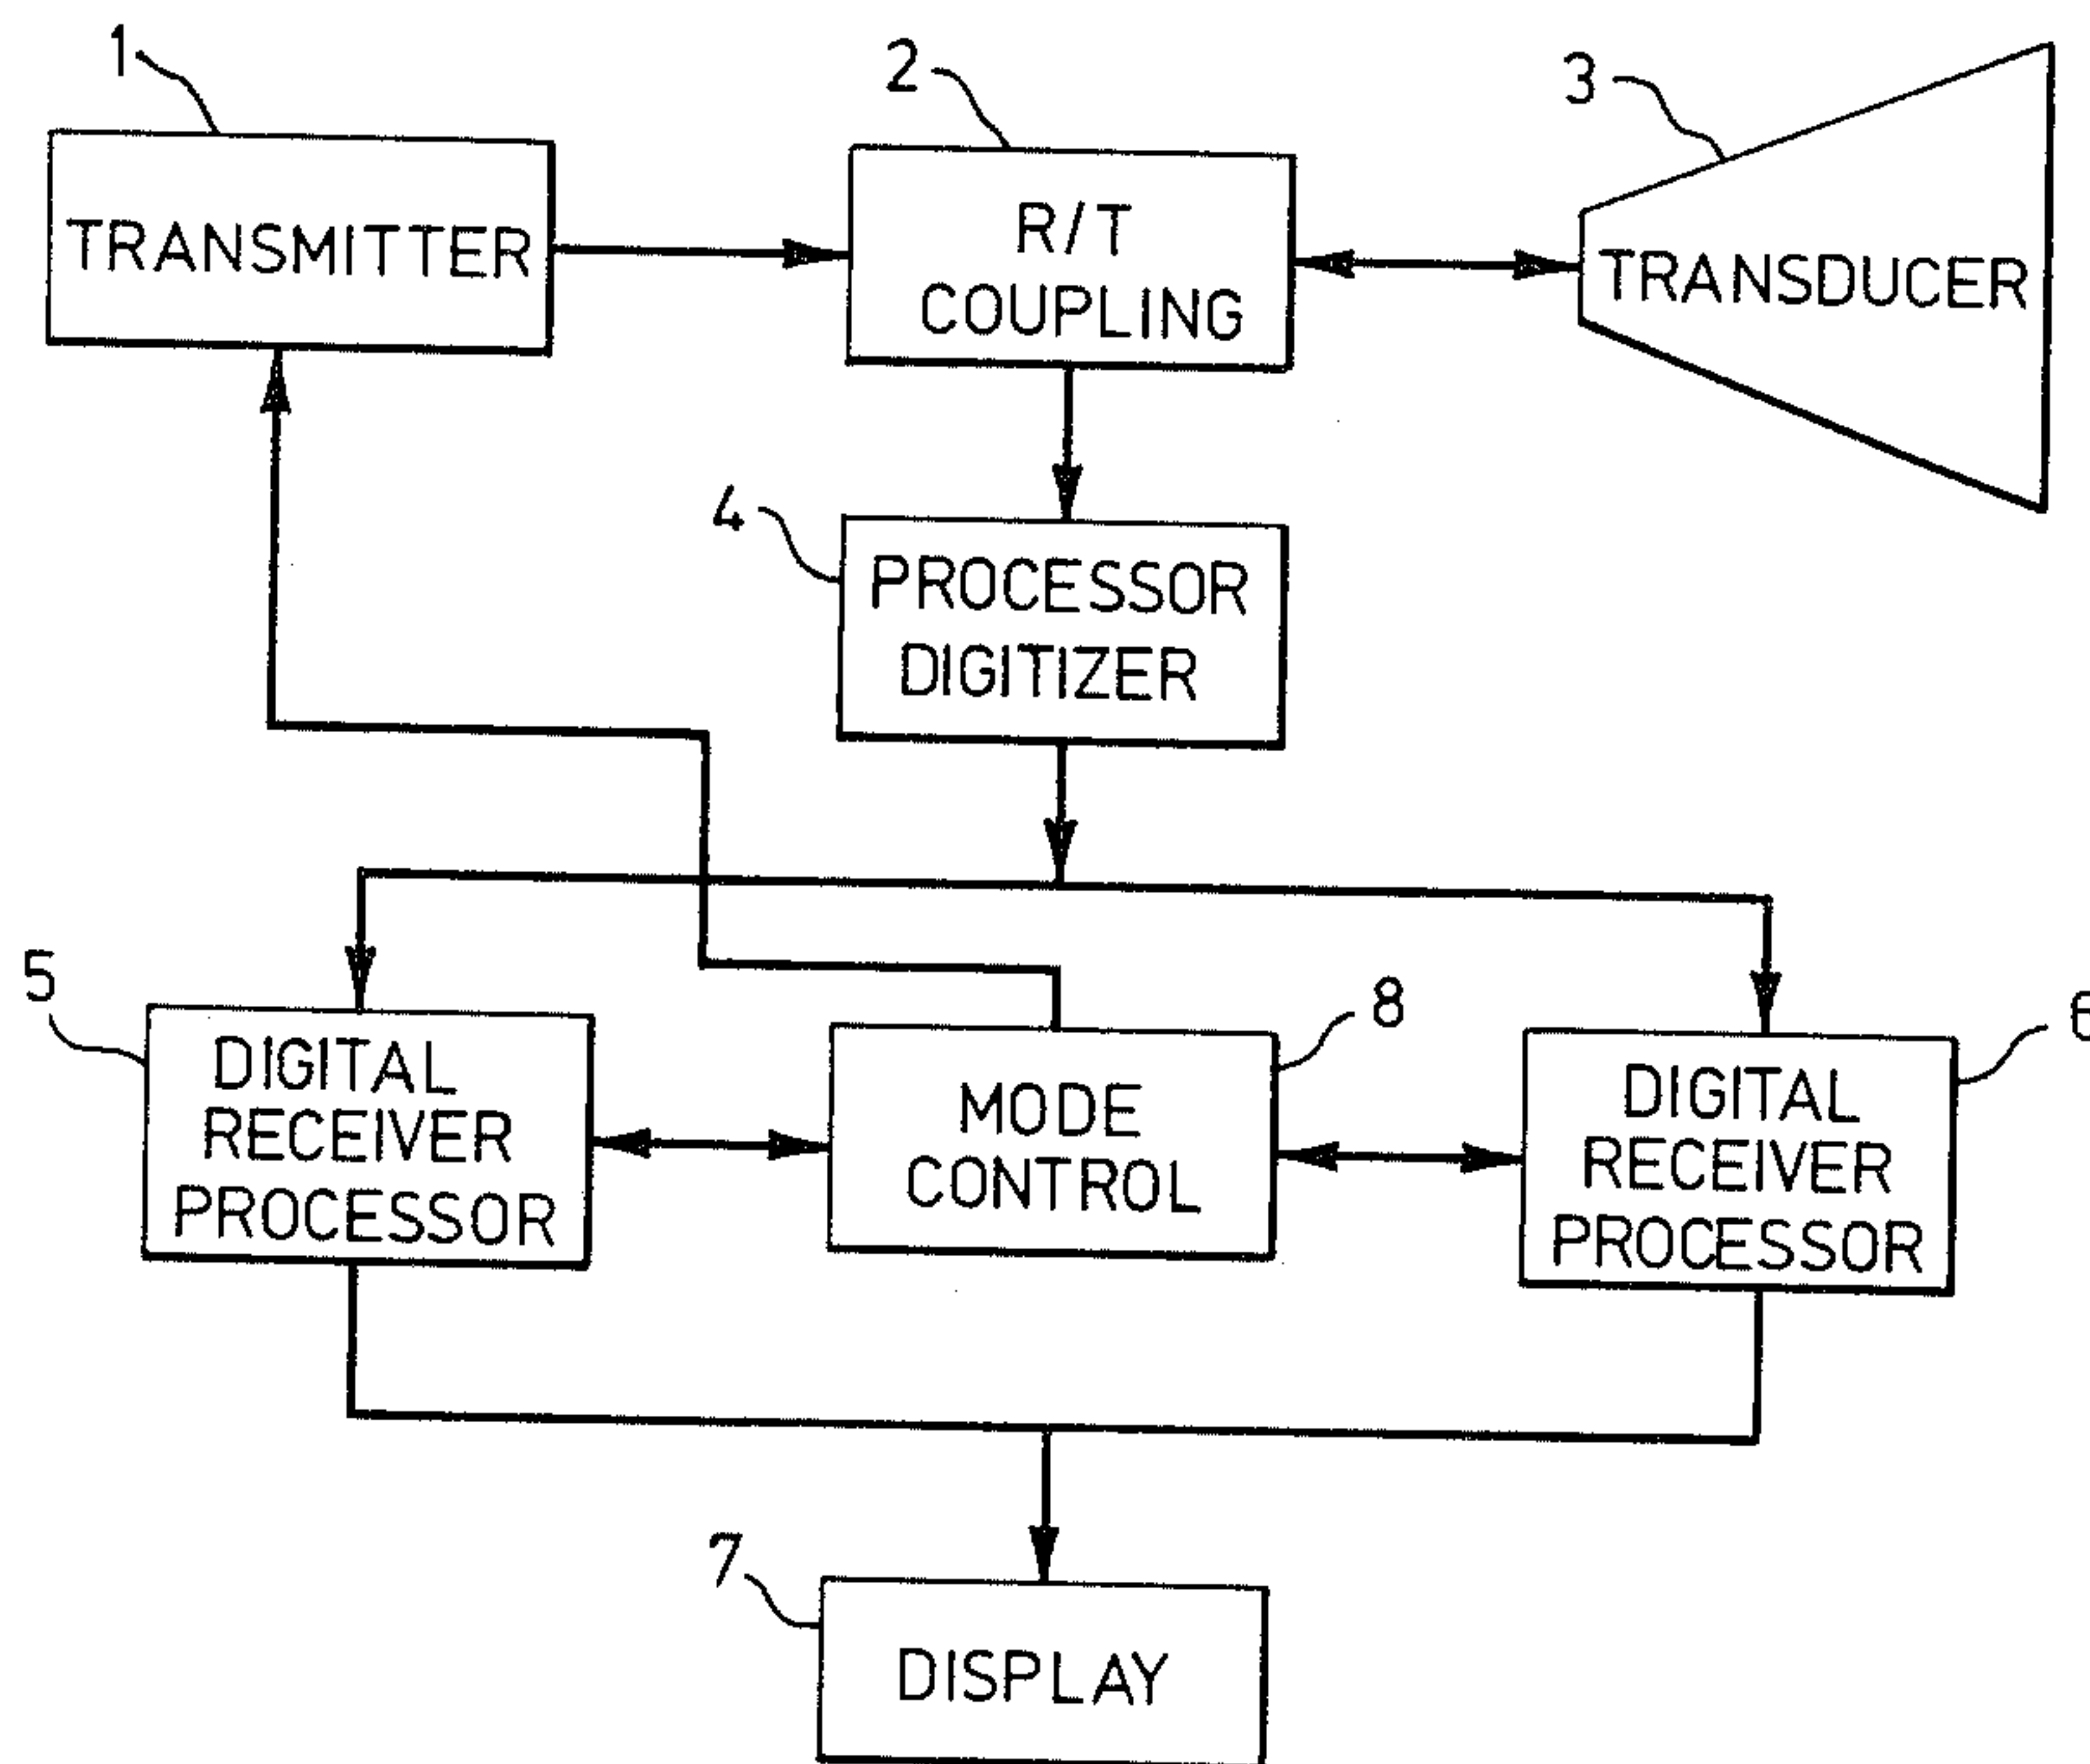 1
2
3
TRANSMITTER
R/T
COUPLING
TRANSDUCER
4
PROCESSOR
DIGITIZER
5
8
6
DIGITAL
RECEIVER
PROCESSOR
MODE
CONTROL
DIGITAL
RECEIVER
PROCESSOR
7
DISPLAY